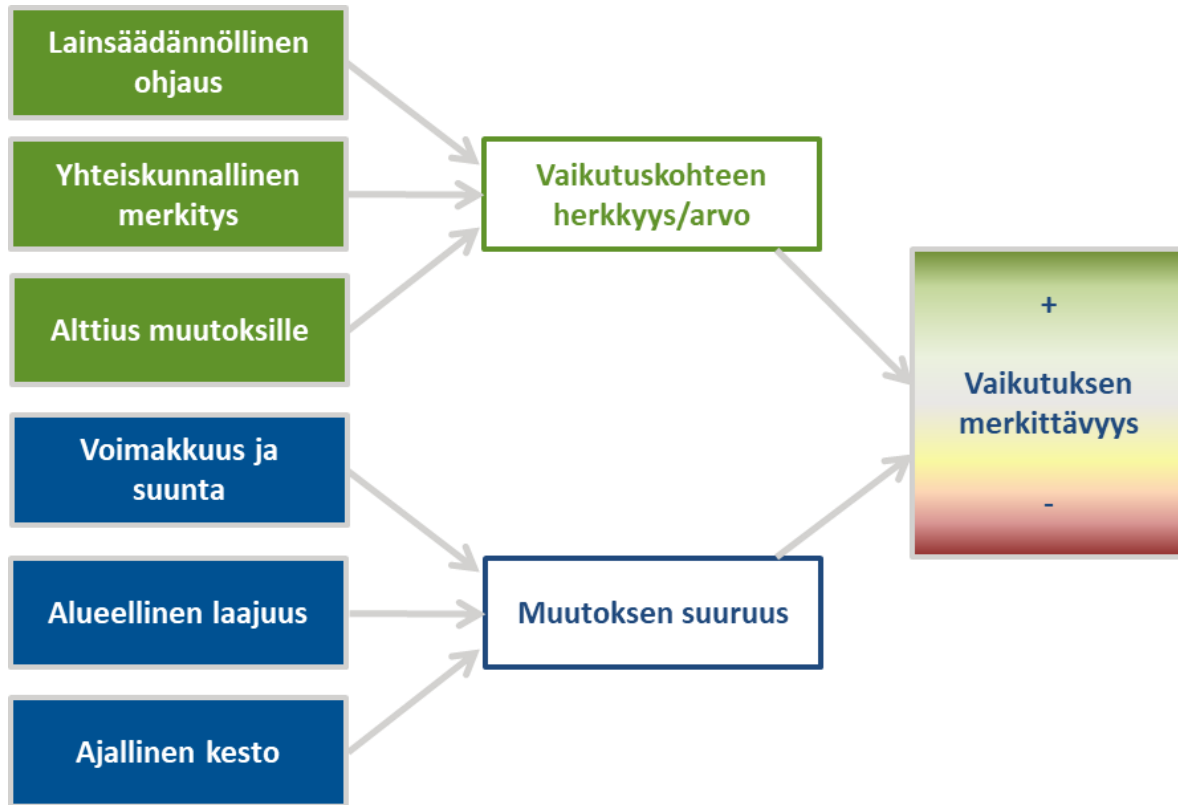 Lainsäädännöllinen
ohjaus
Yhteiskunnallinen
merkitys
Alttius muutoksille
Voimakkuus ja
suunta
Alueellinen laajuus
Ajallinen kesto
Vaikutuskohteen
herkkyys/arvo
Muutoksen suuruus
+
Vaikutuksen
merkittävyys
-